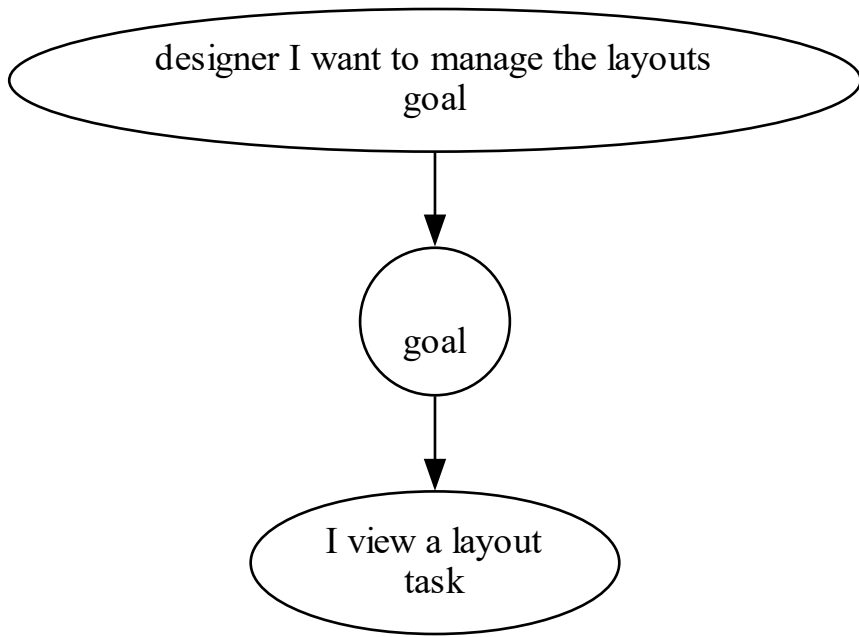 designer I want to manage the layouts
goal
goal
I view a layout
task